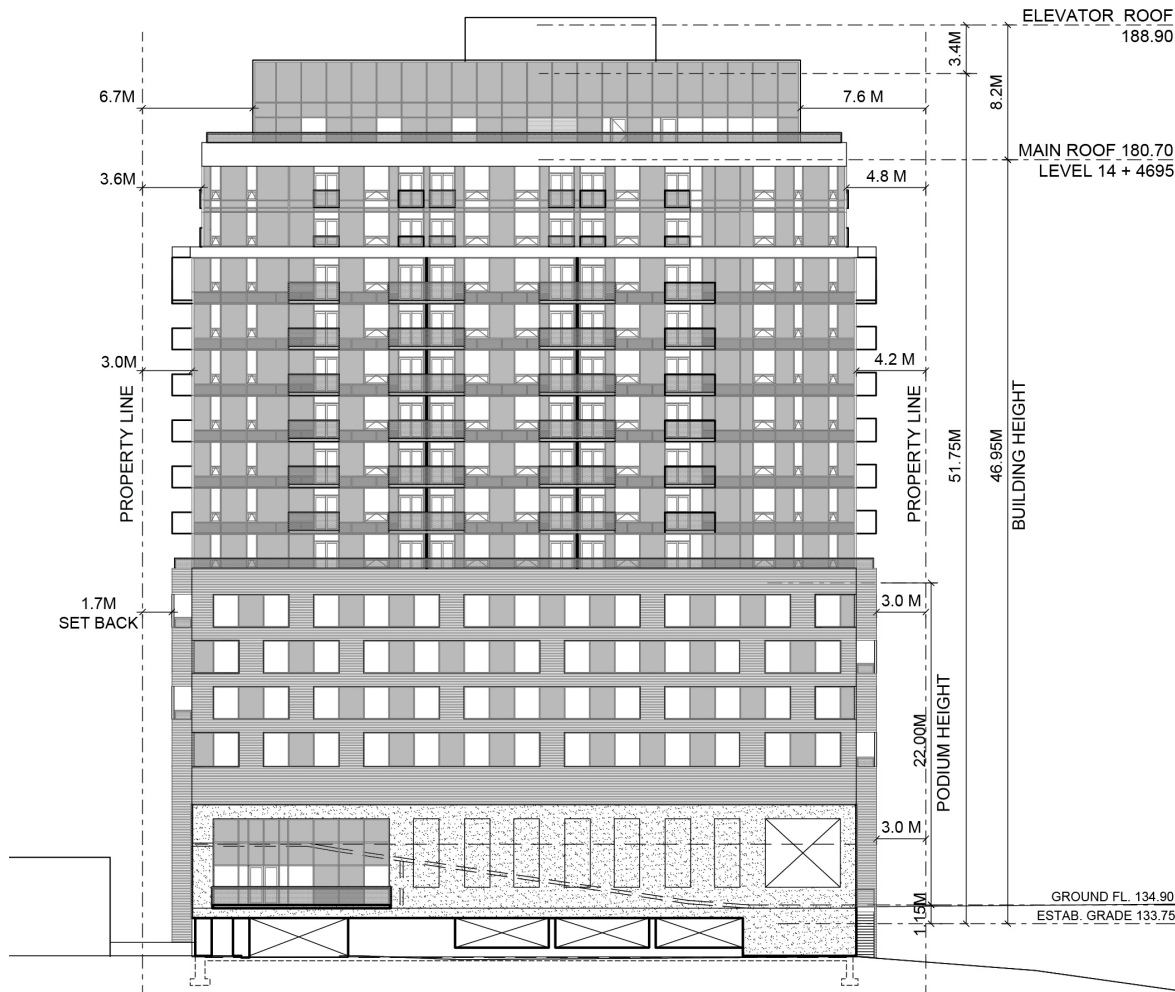 ELEVATOR ROOF
188.90
3.4M
8.2M
6.7M
7.6 M
MAIN ROOF 180.70
LEVEL 14 + 4695
3.6M
4.8 M
3.0M
4.2 M
PROPERTY LINE
PROPERTY LINE
51.75M
46.95M
BUILDING HEIGHT
1.7M
SET BACK
3.0 M
22.00M
PODIUM HEIGHT
3.0 M
GROUND FL. 134.90
1.15M
ESTAB. GRADE 133.75